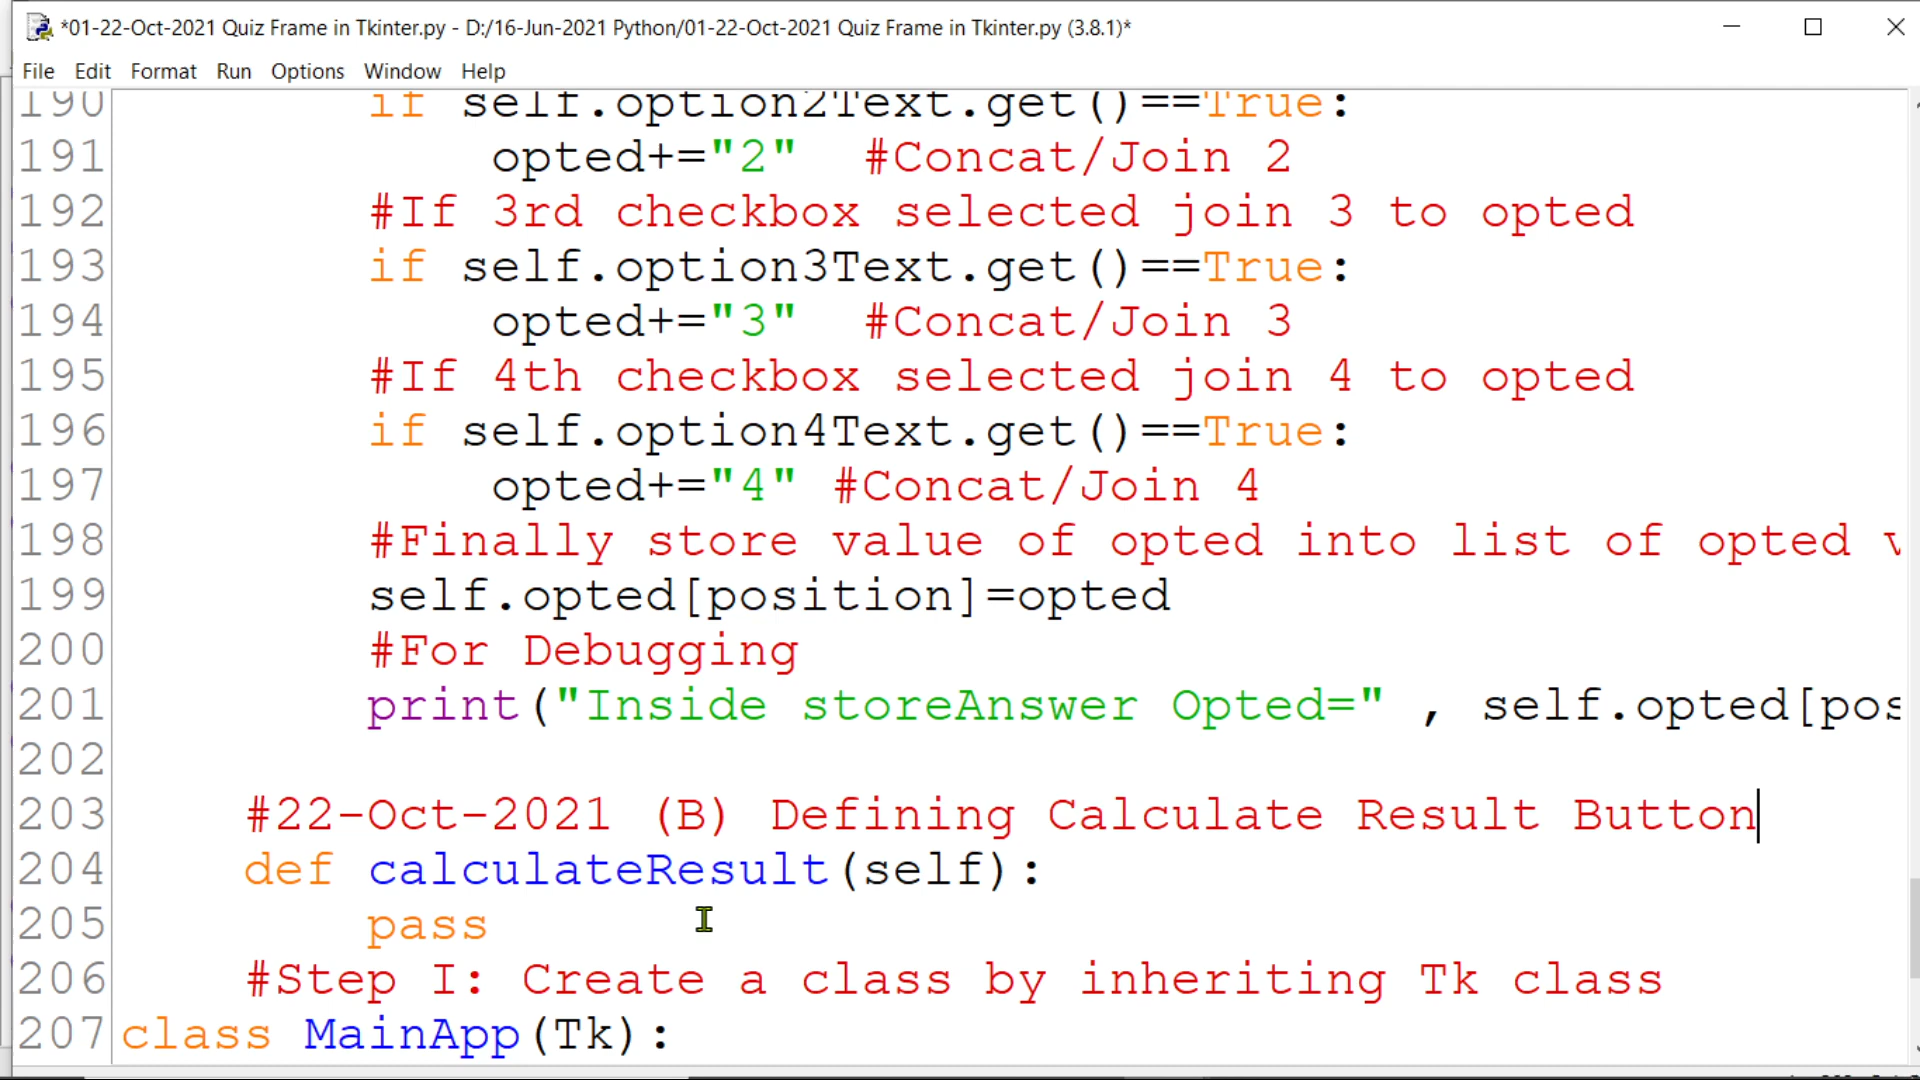 *01-22-Oct-2021 Quiz Frame in Tkinter.py - D:/16-Jun-2021 Python/01-22-Oct-2021 Quiz Frame in Tkinter.py (3.8.1)*
File Edit Format Run Options Window Help
190 if self.option2Text.get()==True:
191 opted+="2" #Concat/Join 2
192 #If 3rd checkbox selected join 3 to opted
193 if self.option3Text.get()==True:
194 opted+="3" #Concat/Join 3
195 #If 4th checkbox selected join 4 to opted
196 if self.option4Text.get()==True:
197 opted+="4" #Concat/Join 4
198 #Finally store value of opted into list of opted
199 self.opted[position]=opted
200 #For Debugging
201 print("Inside storeAnswer Opted=" , self.opted[pos
202
203 #22-Oct-2021 (B) Defining Calculate Result Button
204 def calculateResult(self):
205 pass
206 #Step I: Create a class by inheriting Tk class
207 class MainApp(Tk):